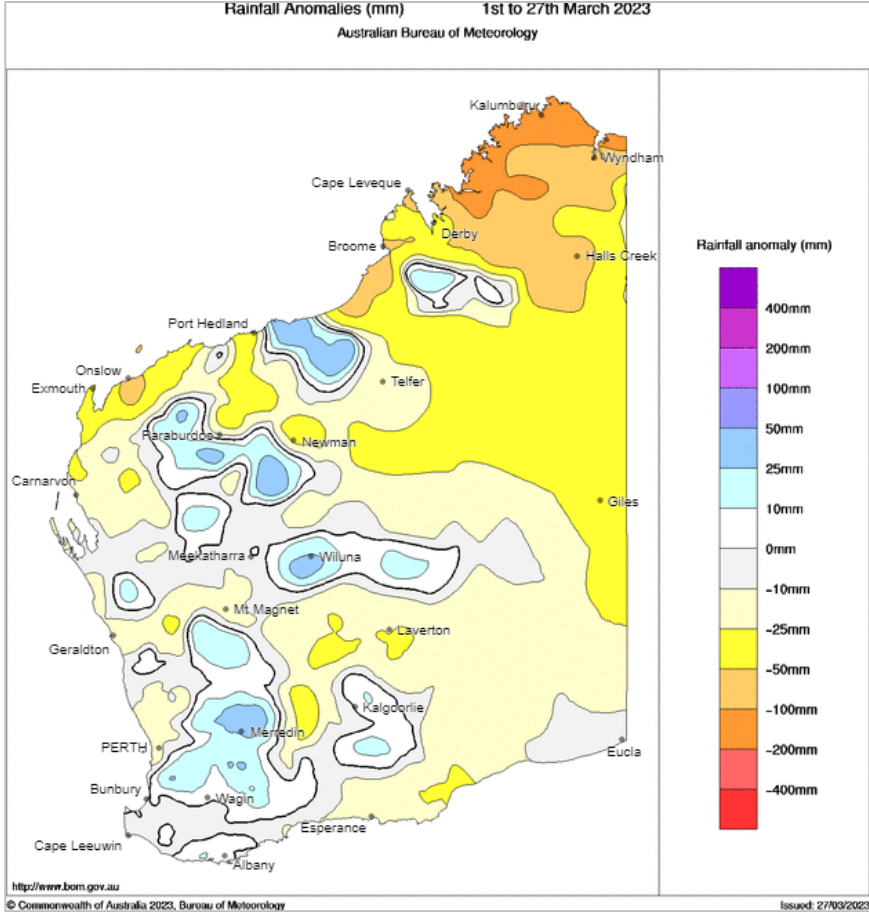 Rainfall Anomalies (mm) 1st to 27th March 2023
Australian Bureau of Meteorology
Kalumburur
Wyndham
Cape Leveque
Derby
Broome
Halls Creek
Port Hedland
Onslow
Exmouth
Telfer
Paraburdoo
Newman
Carnarvon
Giles
Meekatharra
Wiluna
Mt Magnet
Laverton
Geraldton
Kalgoorlie
Merredin
PERTH
Eucla
Bunbury
Wagin
Esperance
Cape Leeuwin
Albany
Rainfall anomaly (mm)
400mm
200mm
100mm
50mm
25mm
10mm
0mm
-10mm
-25mm
-50mm
-100mm
-200mm
-400mm
http://www.bom.gov.au
© Commonwealth of Australia 2023, Bureau of Meteorology
Issued: 27/03/2023